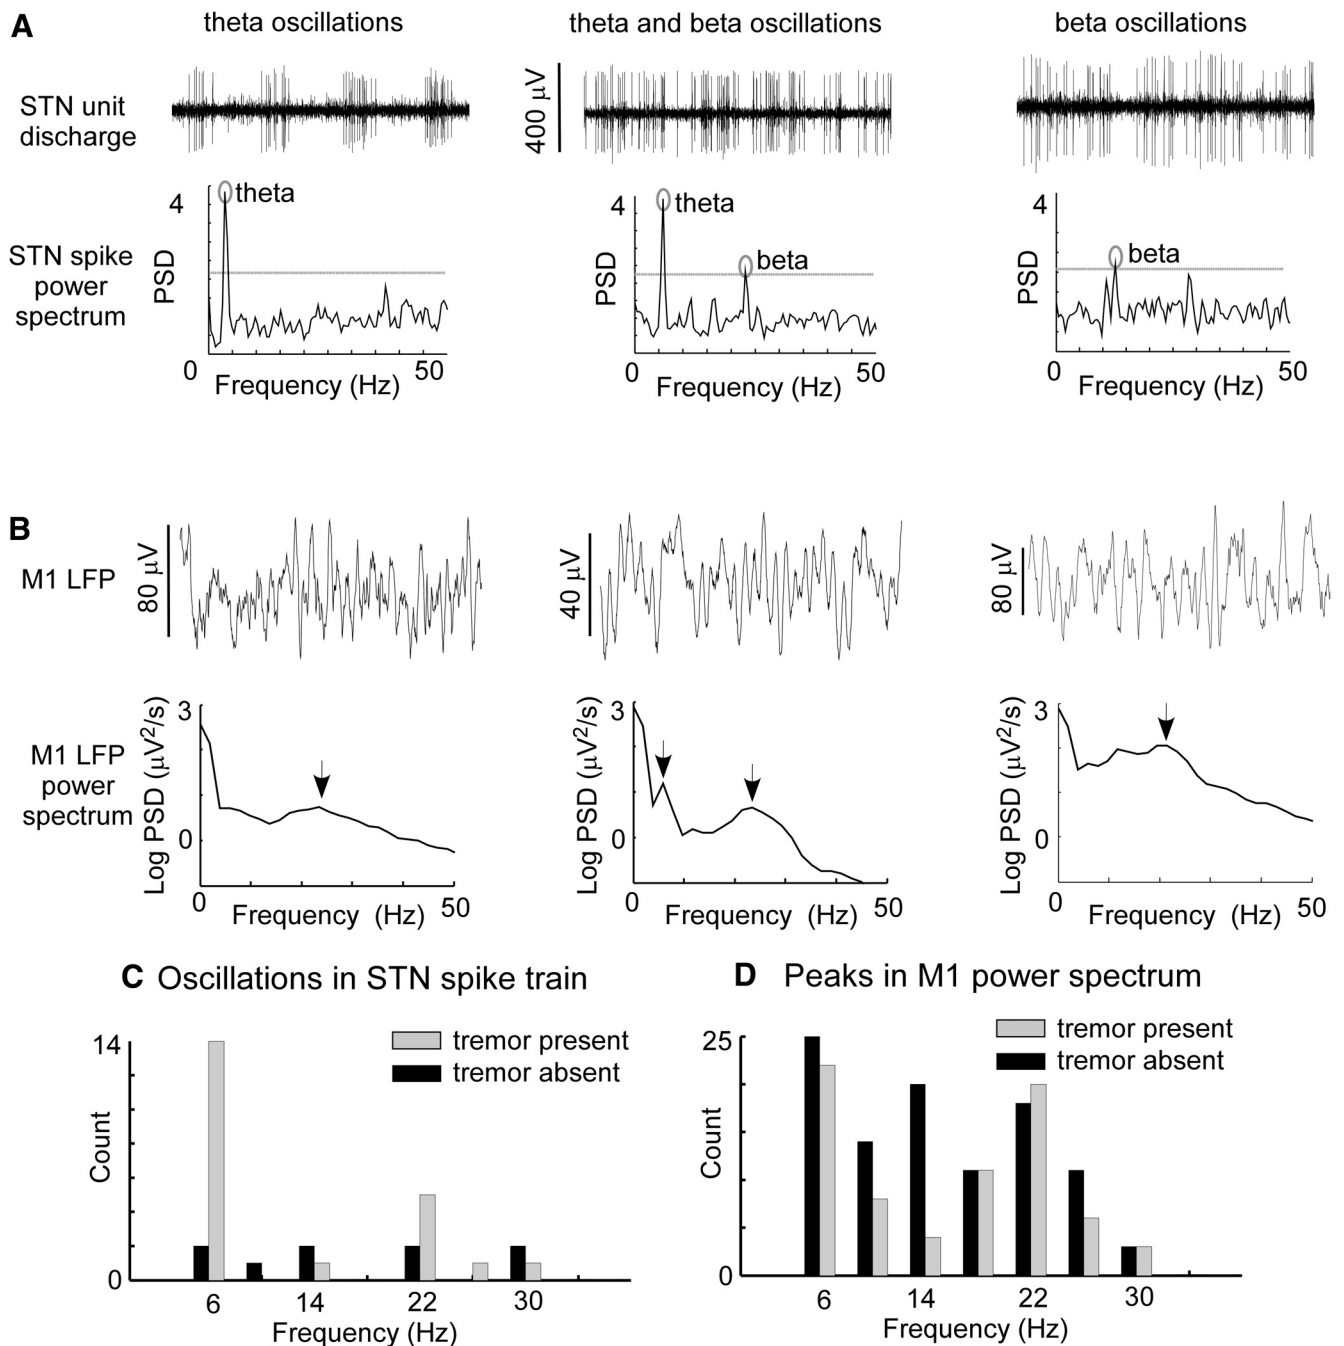 A
theta oscillations
theta and beta oscillations
beta oscillations
STN unit
discharge
400 µV
STN spike
power
spectrum
PSD
4
theta
0
50
Frequency (Hz)
PSD
4
theta
beta
0
50
Frequency (Hz)
PSD
4
beta
0
50
Frequency (Hz)
B
M1 LFP
80 µV
40 µV
80 µV
M1 LFP
power
spectrum
Log PSD (µV²/s)
3
0
0
50
Frequency (Hz)
Log PSD (µV²/s)
3
0
0
50
Frequency (Hz)
Log PSD (µV²/s)
3
0
0
50
Frequency (Hz)
C Oscillations in STN spike train
14
tremor present
tremor absent
Count
0
6 14 22 30
Frequency (Hz)
D Peaks in M1 power spectrum
25
tremor present
tremor absent
Count
0
6 14 22 30
Frequency (Hz)